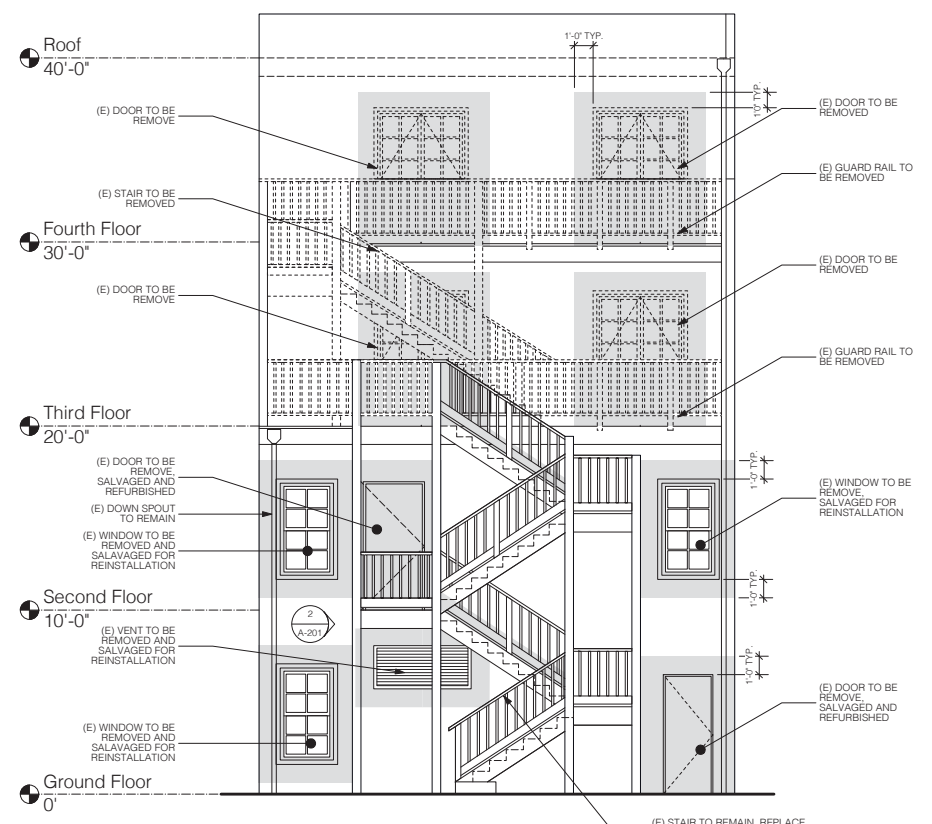 1'-0" TYP.
Roof
40'-0"
1'0" TYP.
(E) DOOR TO BE
REMOVE
(E) DOOR TO BE
REMOVED
(E) GUARD RAIL TO
BE REMOVED
(E) STAIR TO BE
REMOVED
Fourth Floor
30'-0"
(E) DOOR TO BE
REMOVED
(E) DOOR TO BE
REMOVE
(E) GUARD RAIL TO
BE REMOVED
Third Floor
20'-0"
(E) DOOR TO BE
REMOVE,
SALVAGED AND
REFURBISHED
1'-0" TYP.
(E) WINDOW TO BE
REMOVE,
SALVAGED FOR
REINSTALLATION
(E) DOWN SPOUT
TO REMAIN
(E) WINDOW TO BE
REMOVED AND
SALAVAGED FOR
REINSTALLATION
1'-0" TYP.
Second Floor
10'-0"
2
A-201
(E) VENT TO BE
REMOVED AND
SALVAGED FOR
REINSTALLATION
1'-0" TYP.
(E) DOOR TO BE
REMOVE,
SALVAGED AND
REFURBISHED
(E) WINDOW TO BE
REMOVED AND
SALAVAGED FOR
REINSTALLATION
Ground Floor
0'
(E) STAIR TO REMAIN. REPLACE